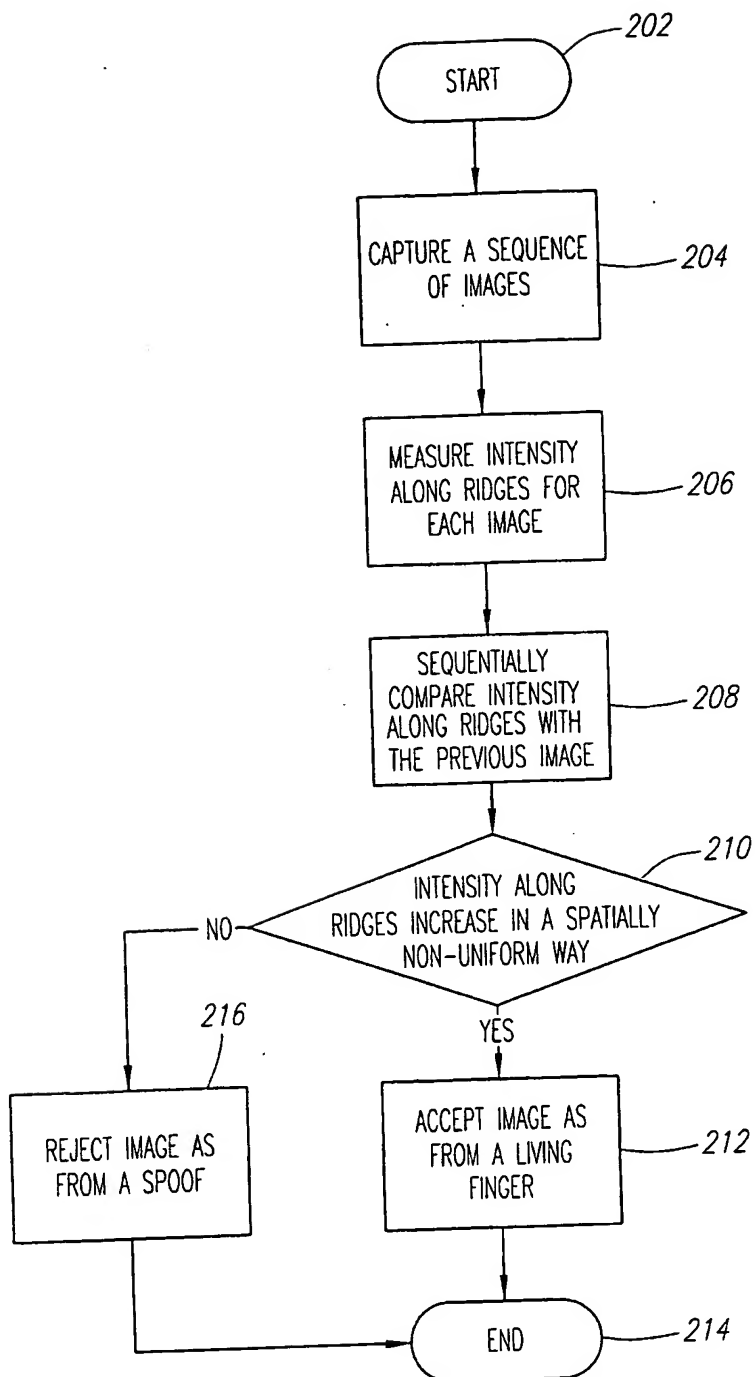 202
START
CAPTURE A SEQUENCE
OF IMAGES
204
MEASURE INTENSITY
ALONG RIDGES FOR
EACH IMAGE
206
SEQUENTIALLY
COMPARE INTENSITY
ALONG RIDGES WITH
THE PREVIOUS IMAGE
208
210
INTENSITY ALONG
RIDGES INCREASE IN A SPATIALLY
NON-UNIFORM WAY
NO
YES
216
REJECT IMAGE AS
FROM A SPOOF
ACCEPT IMAGE AS
FROM A LIVING
FINGER
212
END
214